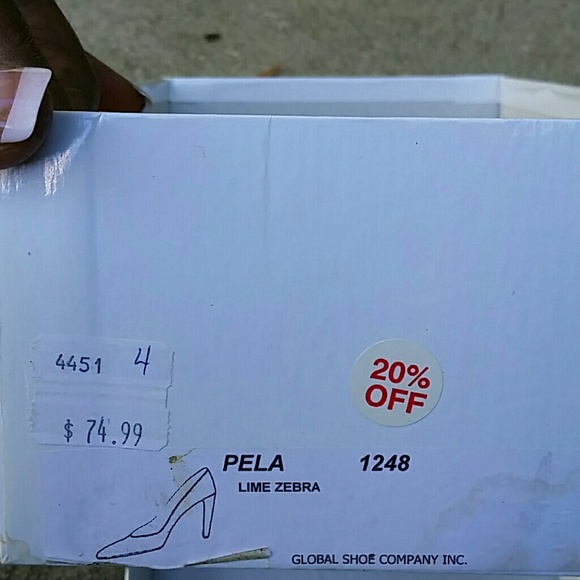 4451 4
$ 74.99
20%
OFF
PELA 1248
LIME ZEBRA
GLOBAL SHOE COMPANY INC.